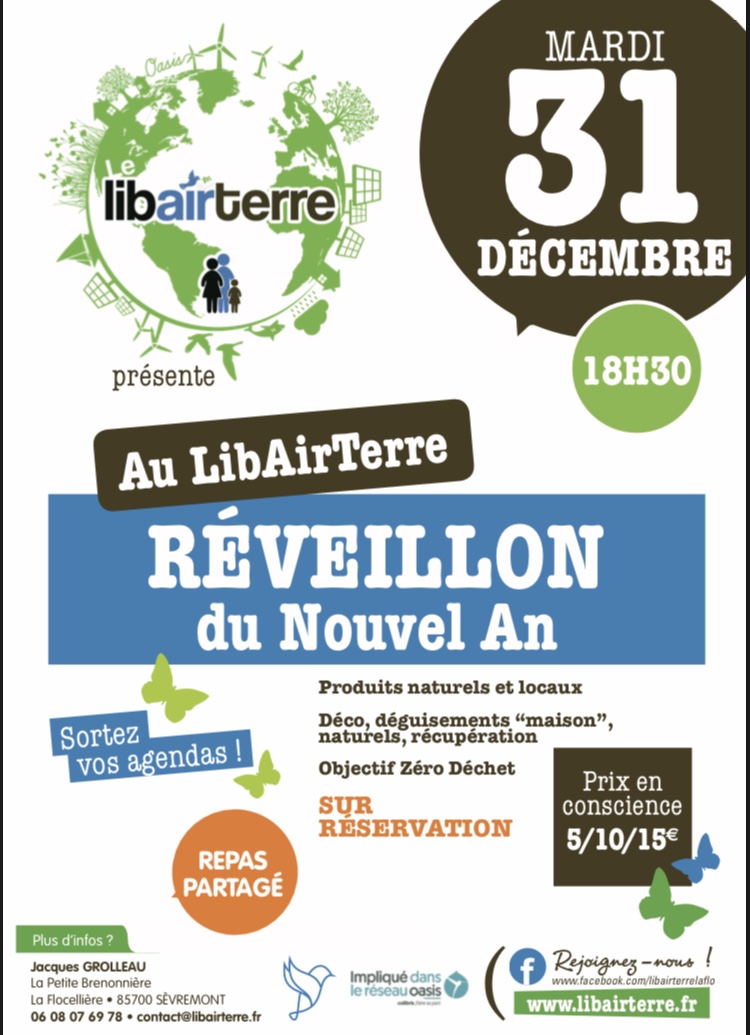 Oasis
MARDI
31
DÉCEMBRE
18H30
Le
libairterre
présente
Au LibAirTerre
RÉVEILLON
du Nouvel An
Produits naturels et locaux
Déco, déguisements “maison”,
naturels, récupération
Objectif Zéro Déchet
SUR
RÉSERVATION
Sortez
vos agendas !
Prix en
conscience
5/10/15€
REPAS
PARTAGÉ
Plus d’infos ?
Jacques GROLLEAU
La Petite Brenonnière
La Flocellière • 85700 SÈVREMONT
06 08 07 69 78 • contact@libairterre.fr
Impliqué dans
le réseau oasis
f
Rejoignez-nous !
www.facebook.com/libairterrelaflo
www.libairterre.fr